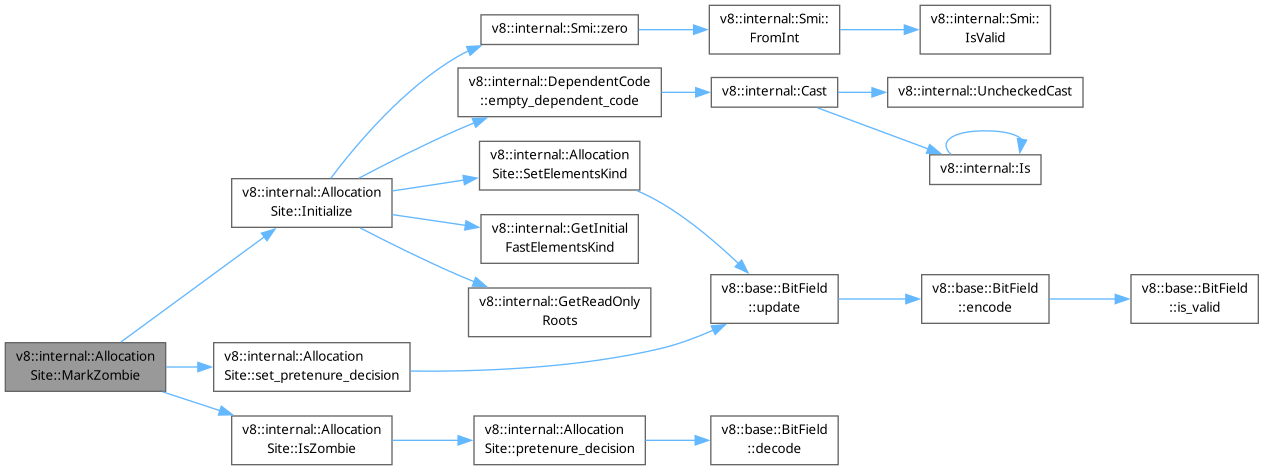 v8::internal::Smi::zero
v8::internal::Smi::
FromInt
v8::internal::Smi::
IsValid
v8::internal::DependentCode
::empty_dependent_code
v8::internal::Cast
v8::internal::UncheckedCast
v8::internal::Allocation
Site::SetElementsKind
v8::internal::Is
v8::internal::Allocation
Site::Initialize
v8::internal::GetInitial
FastElementsKind
v8::internal::GetReadOnly
Roots
v8::base::BitField
::update
v8::base::BitField
::encode
v8::base::BitField
::is_valid
v8::internal::Allocation
Site::MarkZombie
v8::internal::Allocation
Site::set_pretenure_decision
v8::internal::Allocation
Site::IsZombie
v8::internal::Allocation
Site::pretenure_decision
v8::base::BitField
::decode